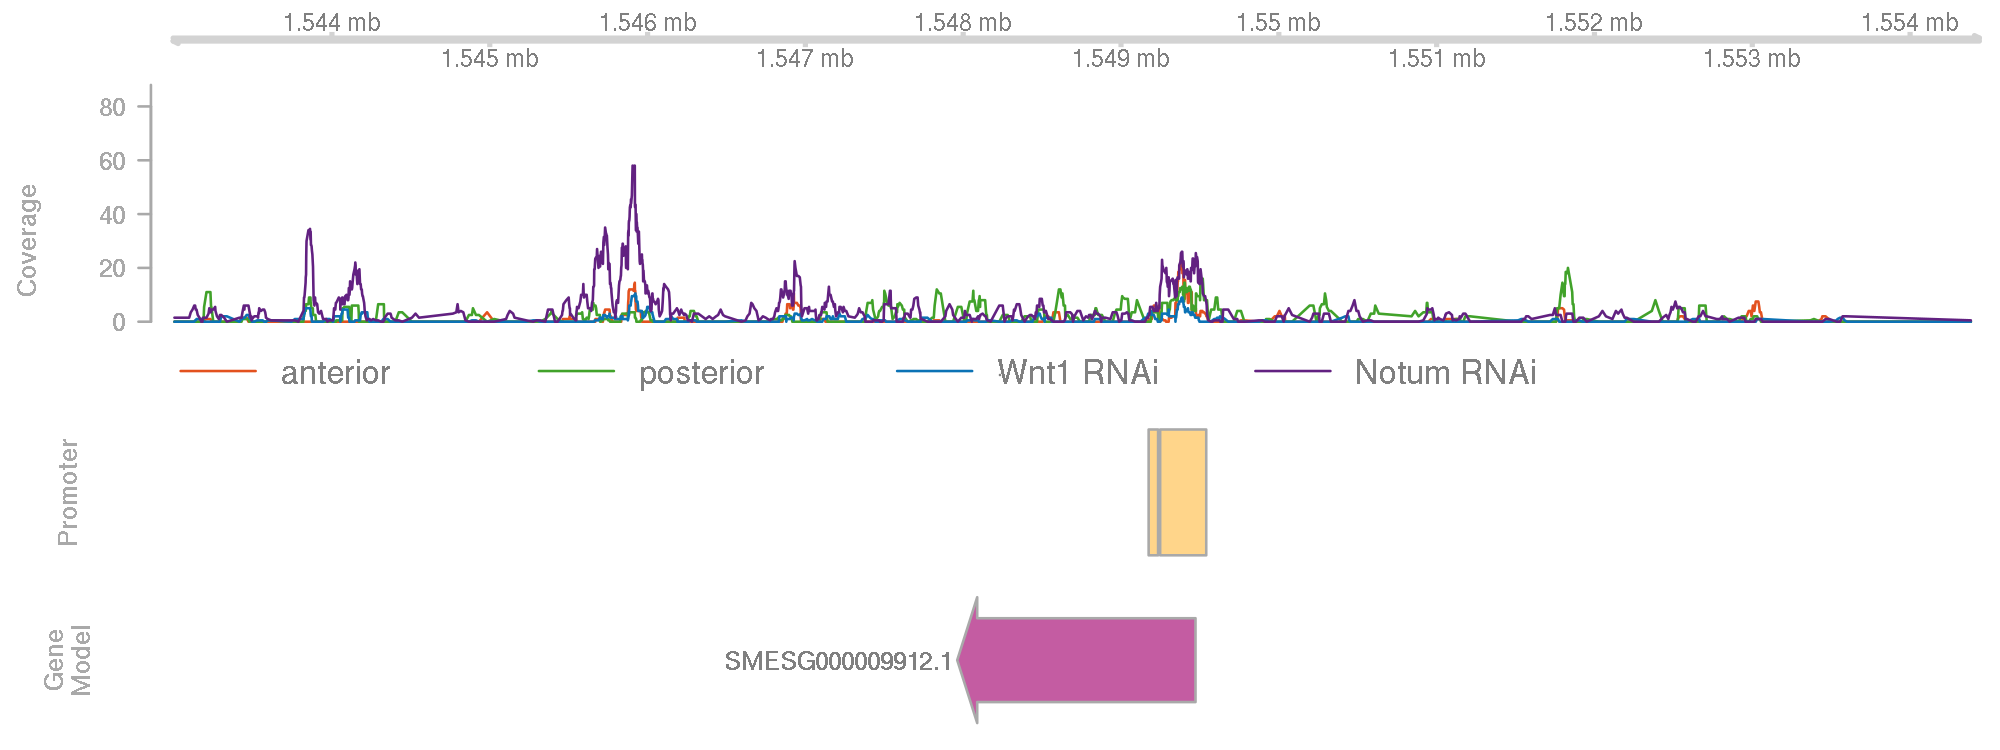 1.544 mb 1.546 mb 1.548 mb 1.55 mb 1.552 mb 1.554 mb
1.545 mb 1.547 mb 1.549 mb 1.551 mb 1.553 mb
Coverage
80
60
40
20
0
anterior posterior Wnt1 RNAi Notum RNAi
Promoter
Gene
Model
SMESG000009912.1